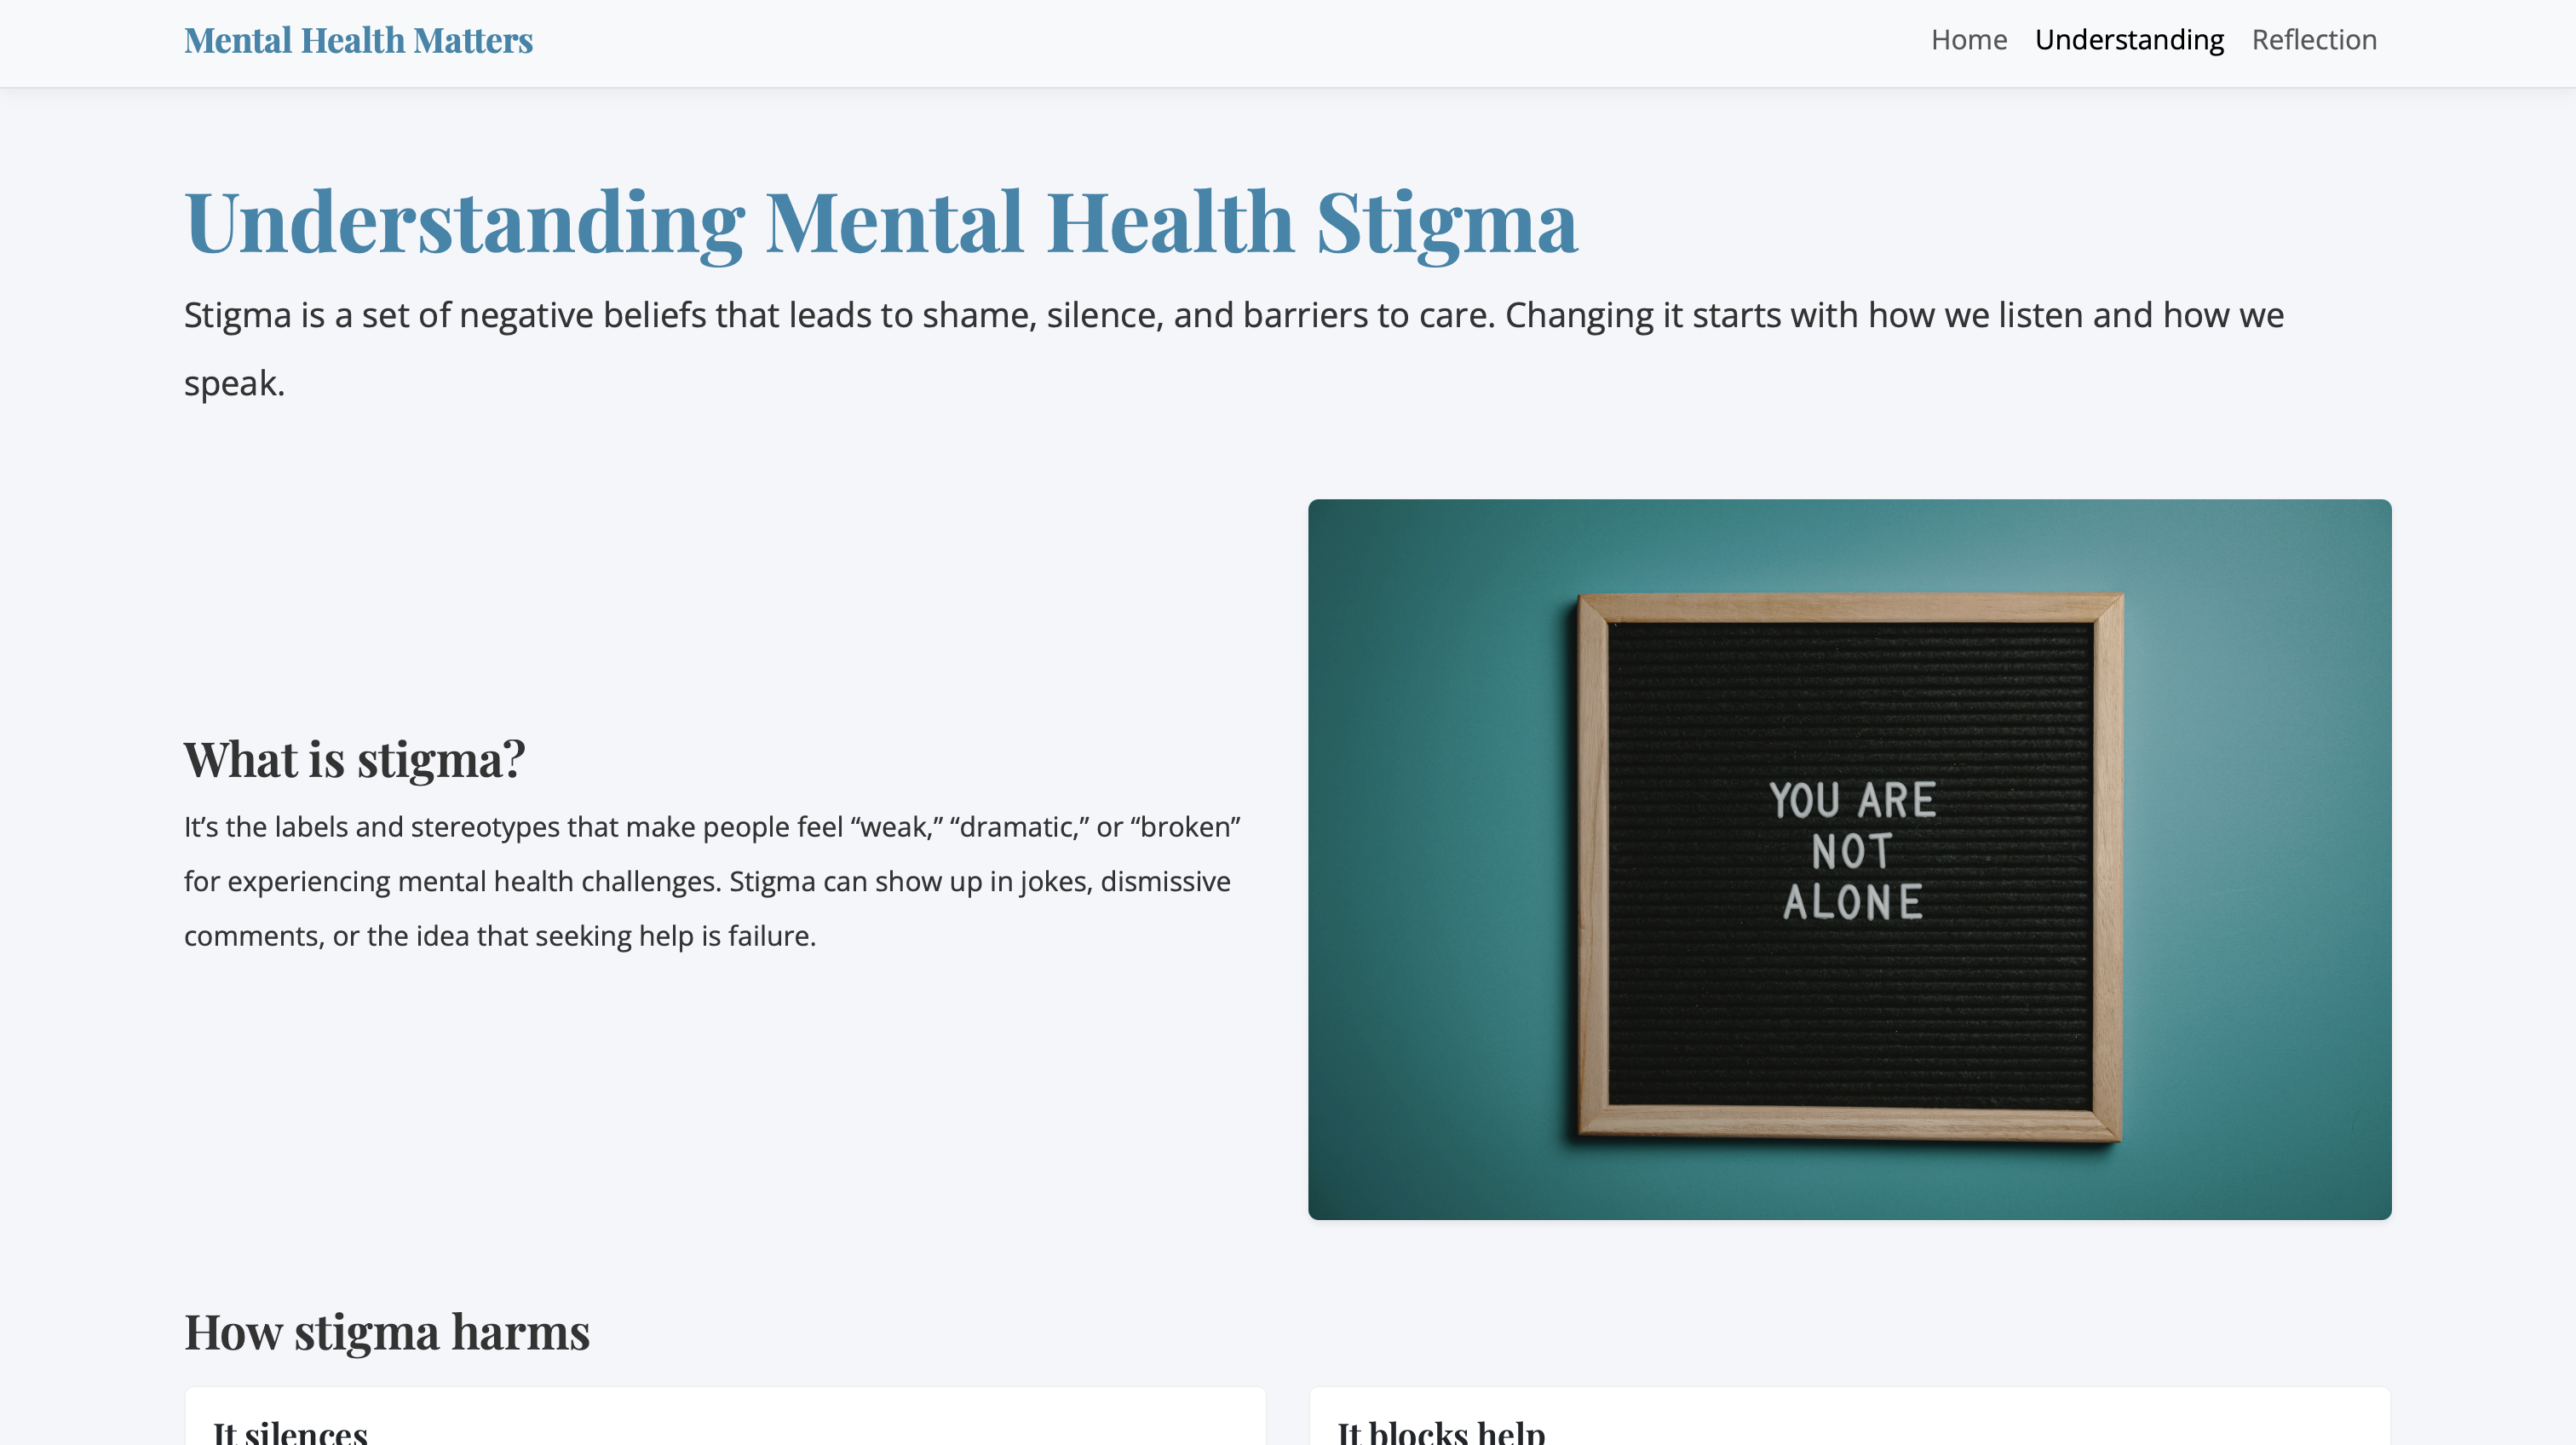 Mental Health Matters
Home Understanding Reflection
Understanding Mental Health Stigma
Stigma is a set of negative beliefs that leads to shame, silence, and barriers to care. Changing it starts with how we listen and how we
speak.
What is stigma?
It’s the labels and stereotypes that make people feel “weak,” “dramatic,” or “broken”
for experiencing mental health challenges. Stigma can show up in jokes, dismissive
comments, or the idea that seeking help is failure.
YOU ARE
NOT
ALONE
How stigma harms
It silences
It blocks help